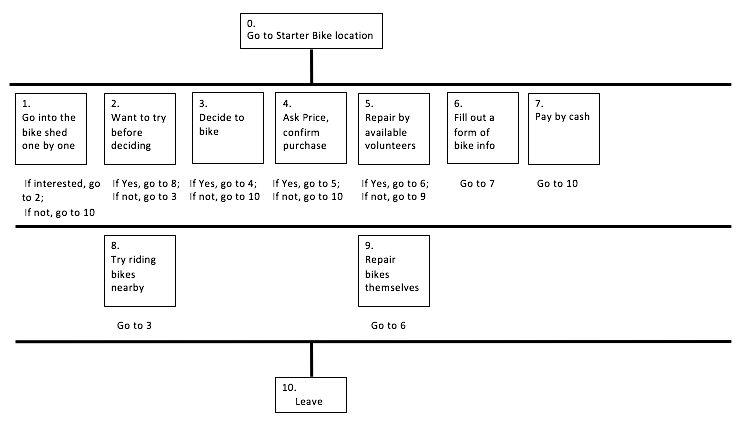 0.
Go to Starter Bike location
1.
Go into the
bike shed
one by one
2.
Want to try
before
deciding
3.
Decide to
bike
4.
Ask Price,
confirm
purchase
5.
Repair by
available
volunteers
6.
Fill out a
form of
bike info
7.
Pay by cash
If interested, go
to 2;
If not, go to 10
If Yes, go to 8;
If not, go to 3
If Yes, go to 4;
If not, go to 10
If Yes, go to 5;
If not, go to 10
If Yes, go to 6;
If not, go to 9
Go to 7
Go to 10
8.
Try riding
bikes
nearby
9.
Repair
bikes
themselves
Go to 3
Go to 6
10.
Leave